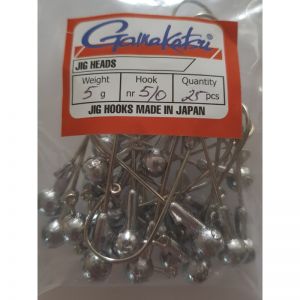 Gamakatsu
JIG HEADS
Weight Hook Quantity
5 g nr 5/0 25 pcs
JIG HOOKS MADE IN JAPAN